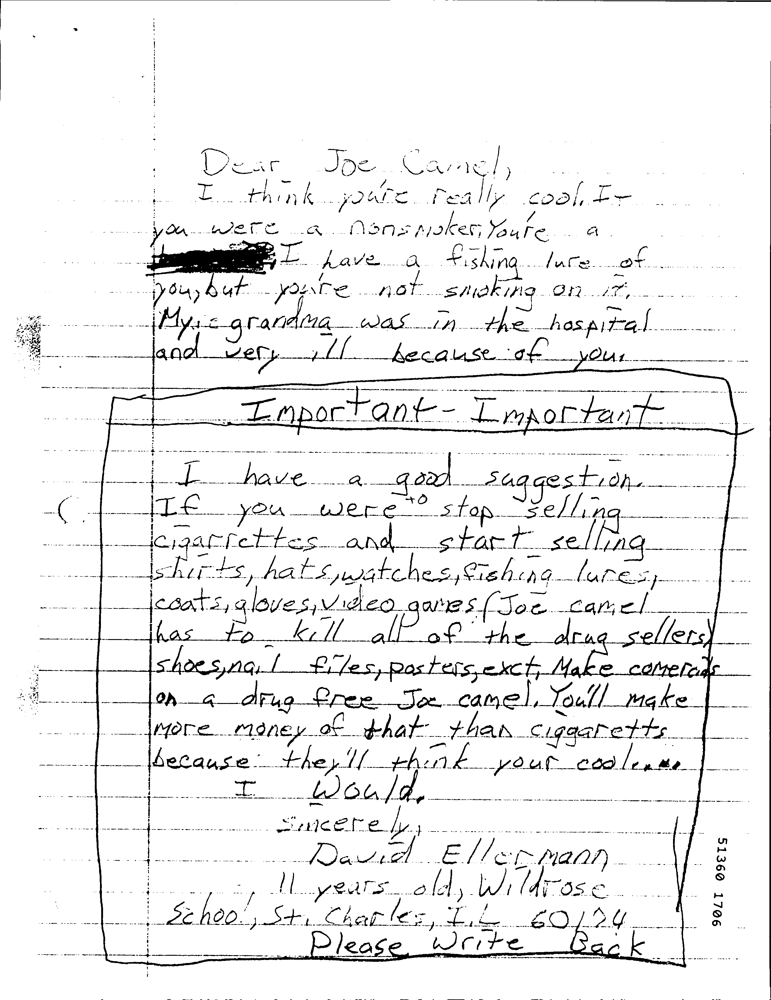 Dear Joe Camel,
I think you're really cool. If
you were a nonsmoker, You're a
I have a fishing lure of
you, but you're not smoking on it.
My grandma was in the hospital
and very ill because of you.
Important - Important
I have a good suggestion.
If you were to stop selling
cigarrettes and start selling
shirts, hats, watches, fishing lures,
coats, gloves, video games (Joe camel
has to kill all of the drug sellers)
shoes, nail files, posters, exct, Make comercials
on a drug free Joe camel. You'll make
more money of that than ciggaretts
because they'll think your cool....
I Would.
Sincerely,
David Ellermann
11 years old, Wildrose
School, St. Charles, IL 60174
Please Write Back
51360 1706